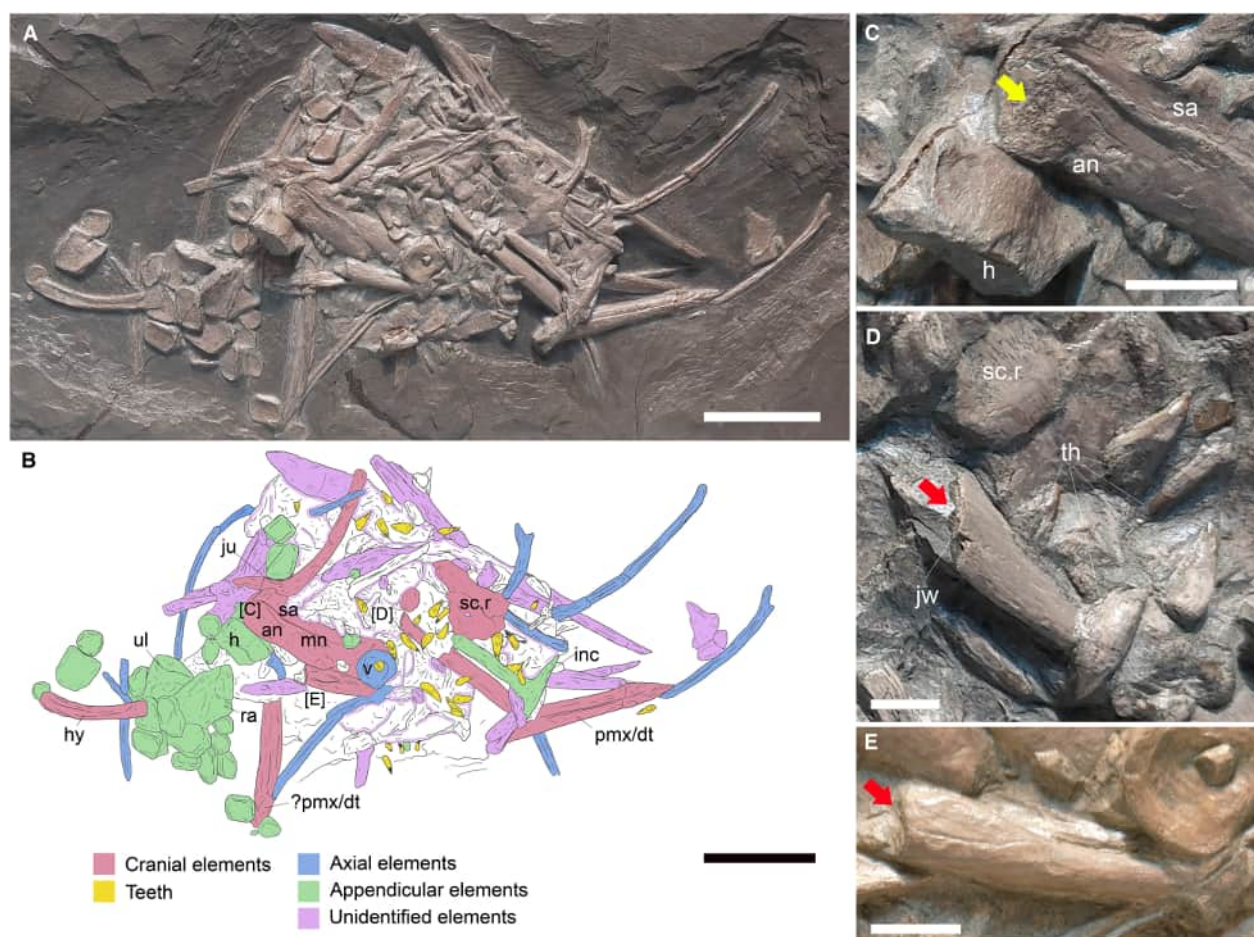 A
B
ju
[C]
sa
an
h
mn
ul
ra
hy
[E]
?pmx/dt
[D]
sc.r
v
inc
pmx/dt
Cranial elements
Teeth
Axial elements
Appendicular elements
Unidentified elements
C
sa
an
h
D
sc.r
th
jw
E